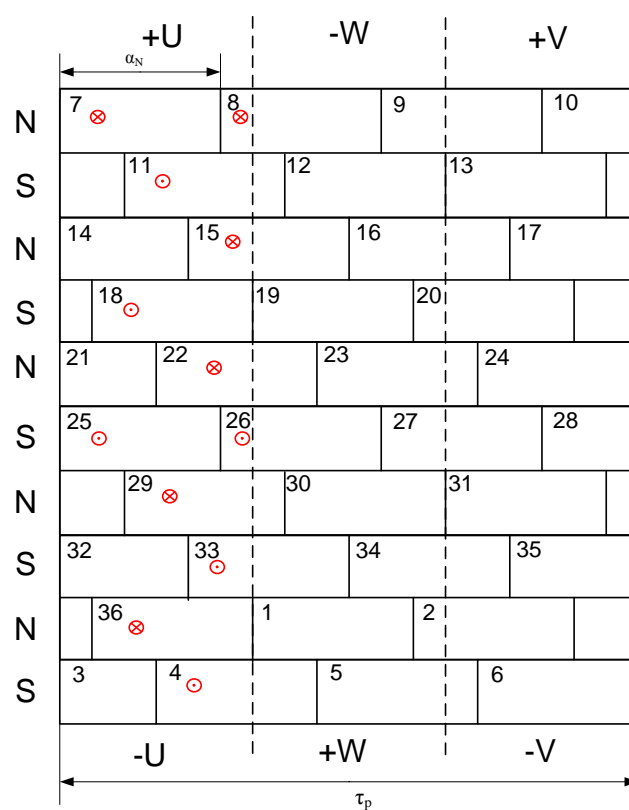 +U -W +V
α_N
N 7 8 9 10
S 11 12 13
N 14 15 16 17
S 18 19 20
N 21 22 23 24
S 25 26 27 28
N 29 30 31
S 32 33 34 35
N 36 1 2
S 3 4 5 6
-U +W -V
τ_p